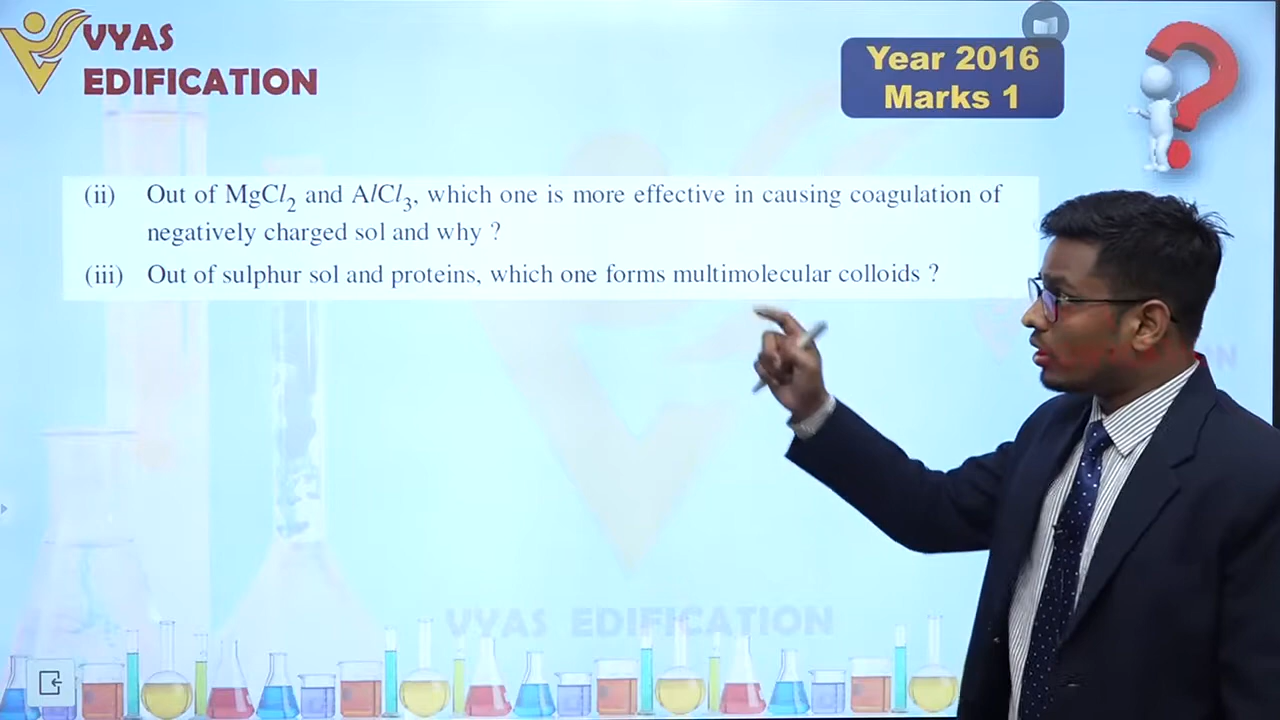 VYAS
EDIFICATION
Year 2016
Marks 1
(ii) Out of MgCl₂ and AlCl₃, which one is more effective in causing coagulation of
negatively charged sol and why ?
(iii) Out of sulphur sol and proteins, which one forms multimolecular colloids ?
VYAS EDIFICATION